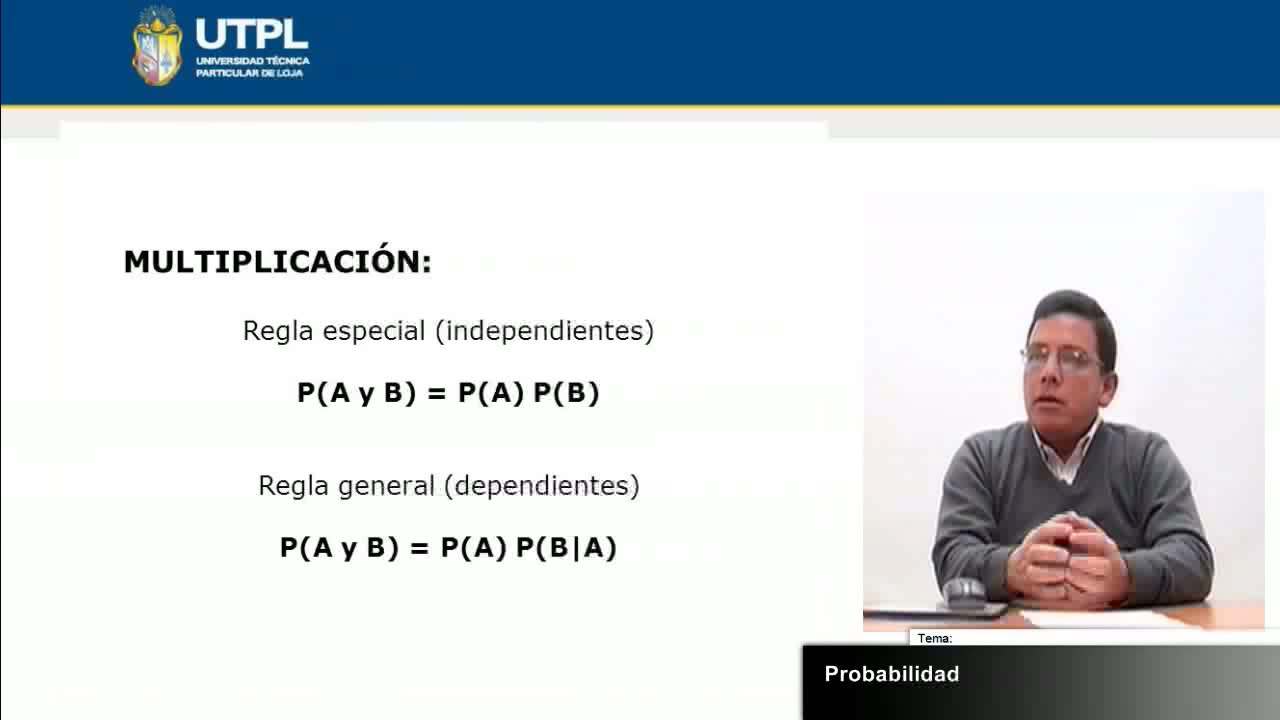 UTPL
UNIVERSIDAD TÉCNICA
PARTICULAR DE LOJA
MULTIPLICACIÓN:
Regla especial (independientes)
P(A y B) = P(A) P(B)
Regla general (dependientes)
P(A y B) = P(A) P(B|A)
Tema:
Probabilidad